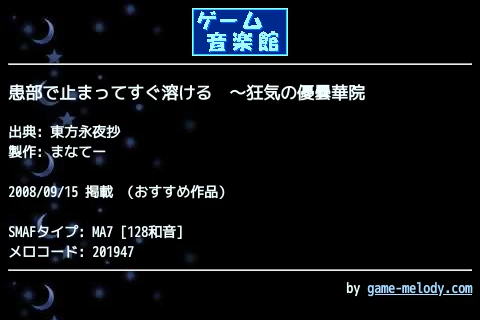 ゲーム
音楽館
患部で止まってすぐ溶ける　～狂気の優曇華院
出典: 東方永夜抄
製作: まなてー
2008/09/15 掲載　(おすすめ作品)
SMAFタイプ: MA7 [128和音]
メロコード: 201947
by game-melody.com